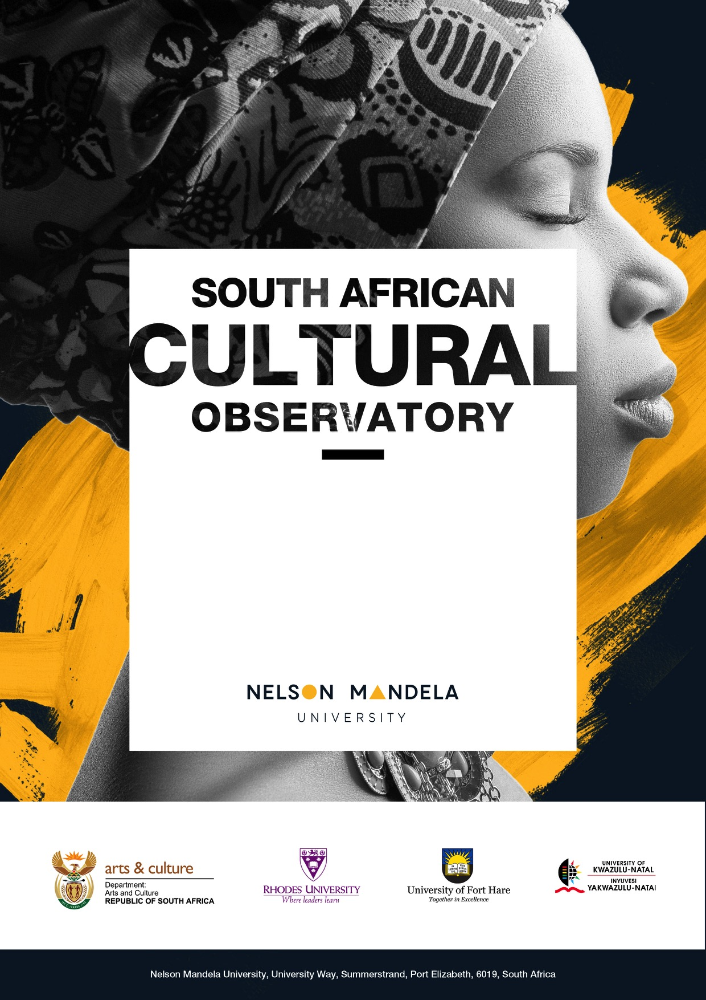 SOUTH AFRICAN
CULTURAL
OBSERVATORY
NELSON MANDELA
UNIVERSITY
arts & culture
Department:
Arts and Culture
REPUBLIC OF SOUTH AFRICA
RHODES UNIVERSITY
Where leaders learn
University of Fort Hare
Together in Excellence
UNIVERSITY OF
KWAZULU-NATAL
INYUVESI
YAKWAZULU-NATAL
Nelson Mandela University, University Way, Summerstrand, Port Elizabeth, 6019, South Africa